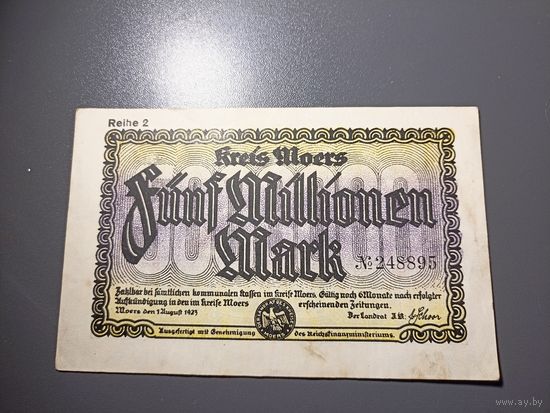 Reihe 2
Kreis Moers
Fünf Millionen
Mark
№ 248895
Zahlbar bei sämtlichen kommunalen Kassen im Kreise Moers. Gültig noch 6 Monate nach erfolgter
Aufkündigung in den im Kreise Moers erscheinenden Zeitungen.
Moers den 1 August 1923 Der Landrat I.V.
Ausgefertigt mit Genehmigung des Reichsfinanzministeriums.
www.ay.by